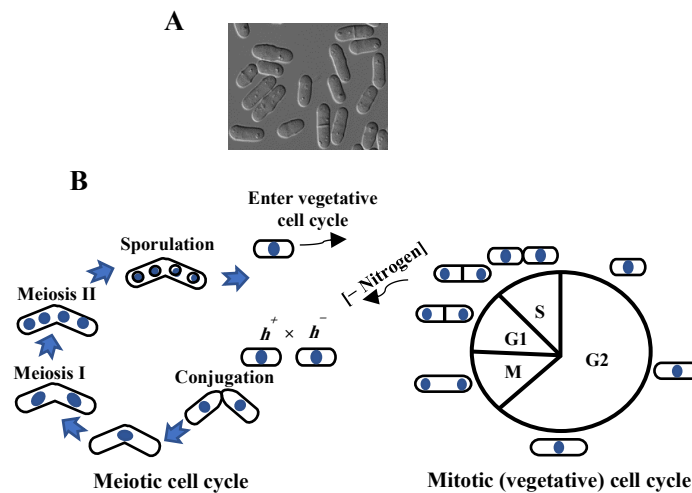 A
B
Enter vegetative
cell cycle
Sporulation
[− Nitrogen]
Meiosis II
h⁺ × h⁻
S
G1
G2
M
Meiosis I
Conjugation
Meiotic cell cycle
Mitotic (vegetative) cell cycle